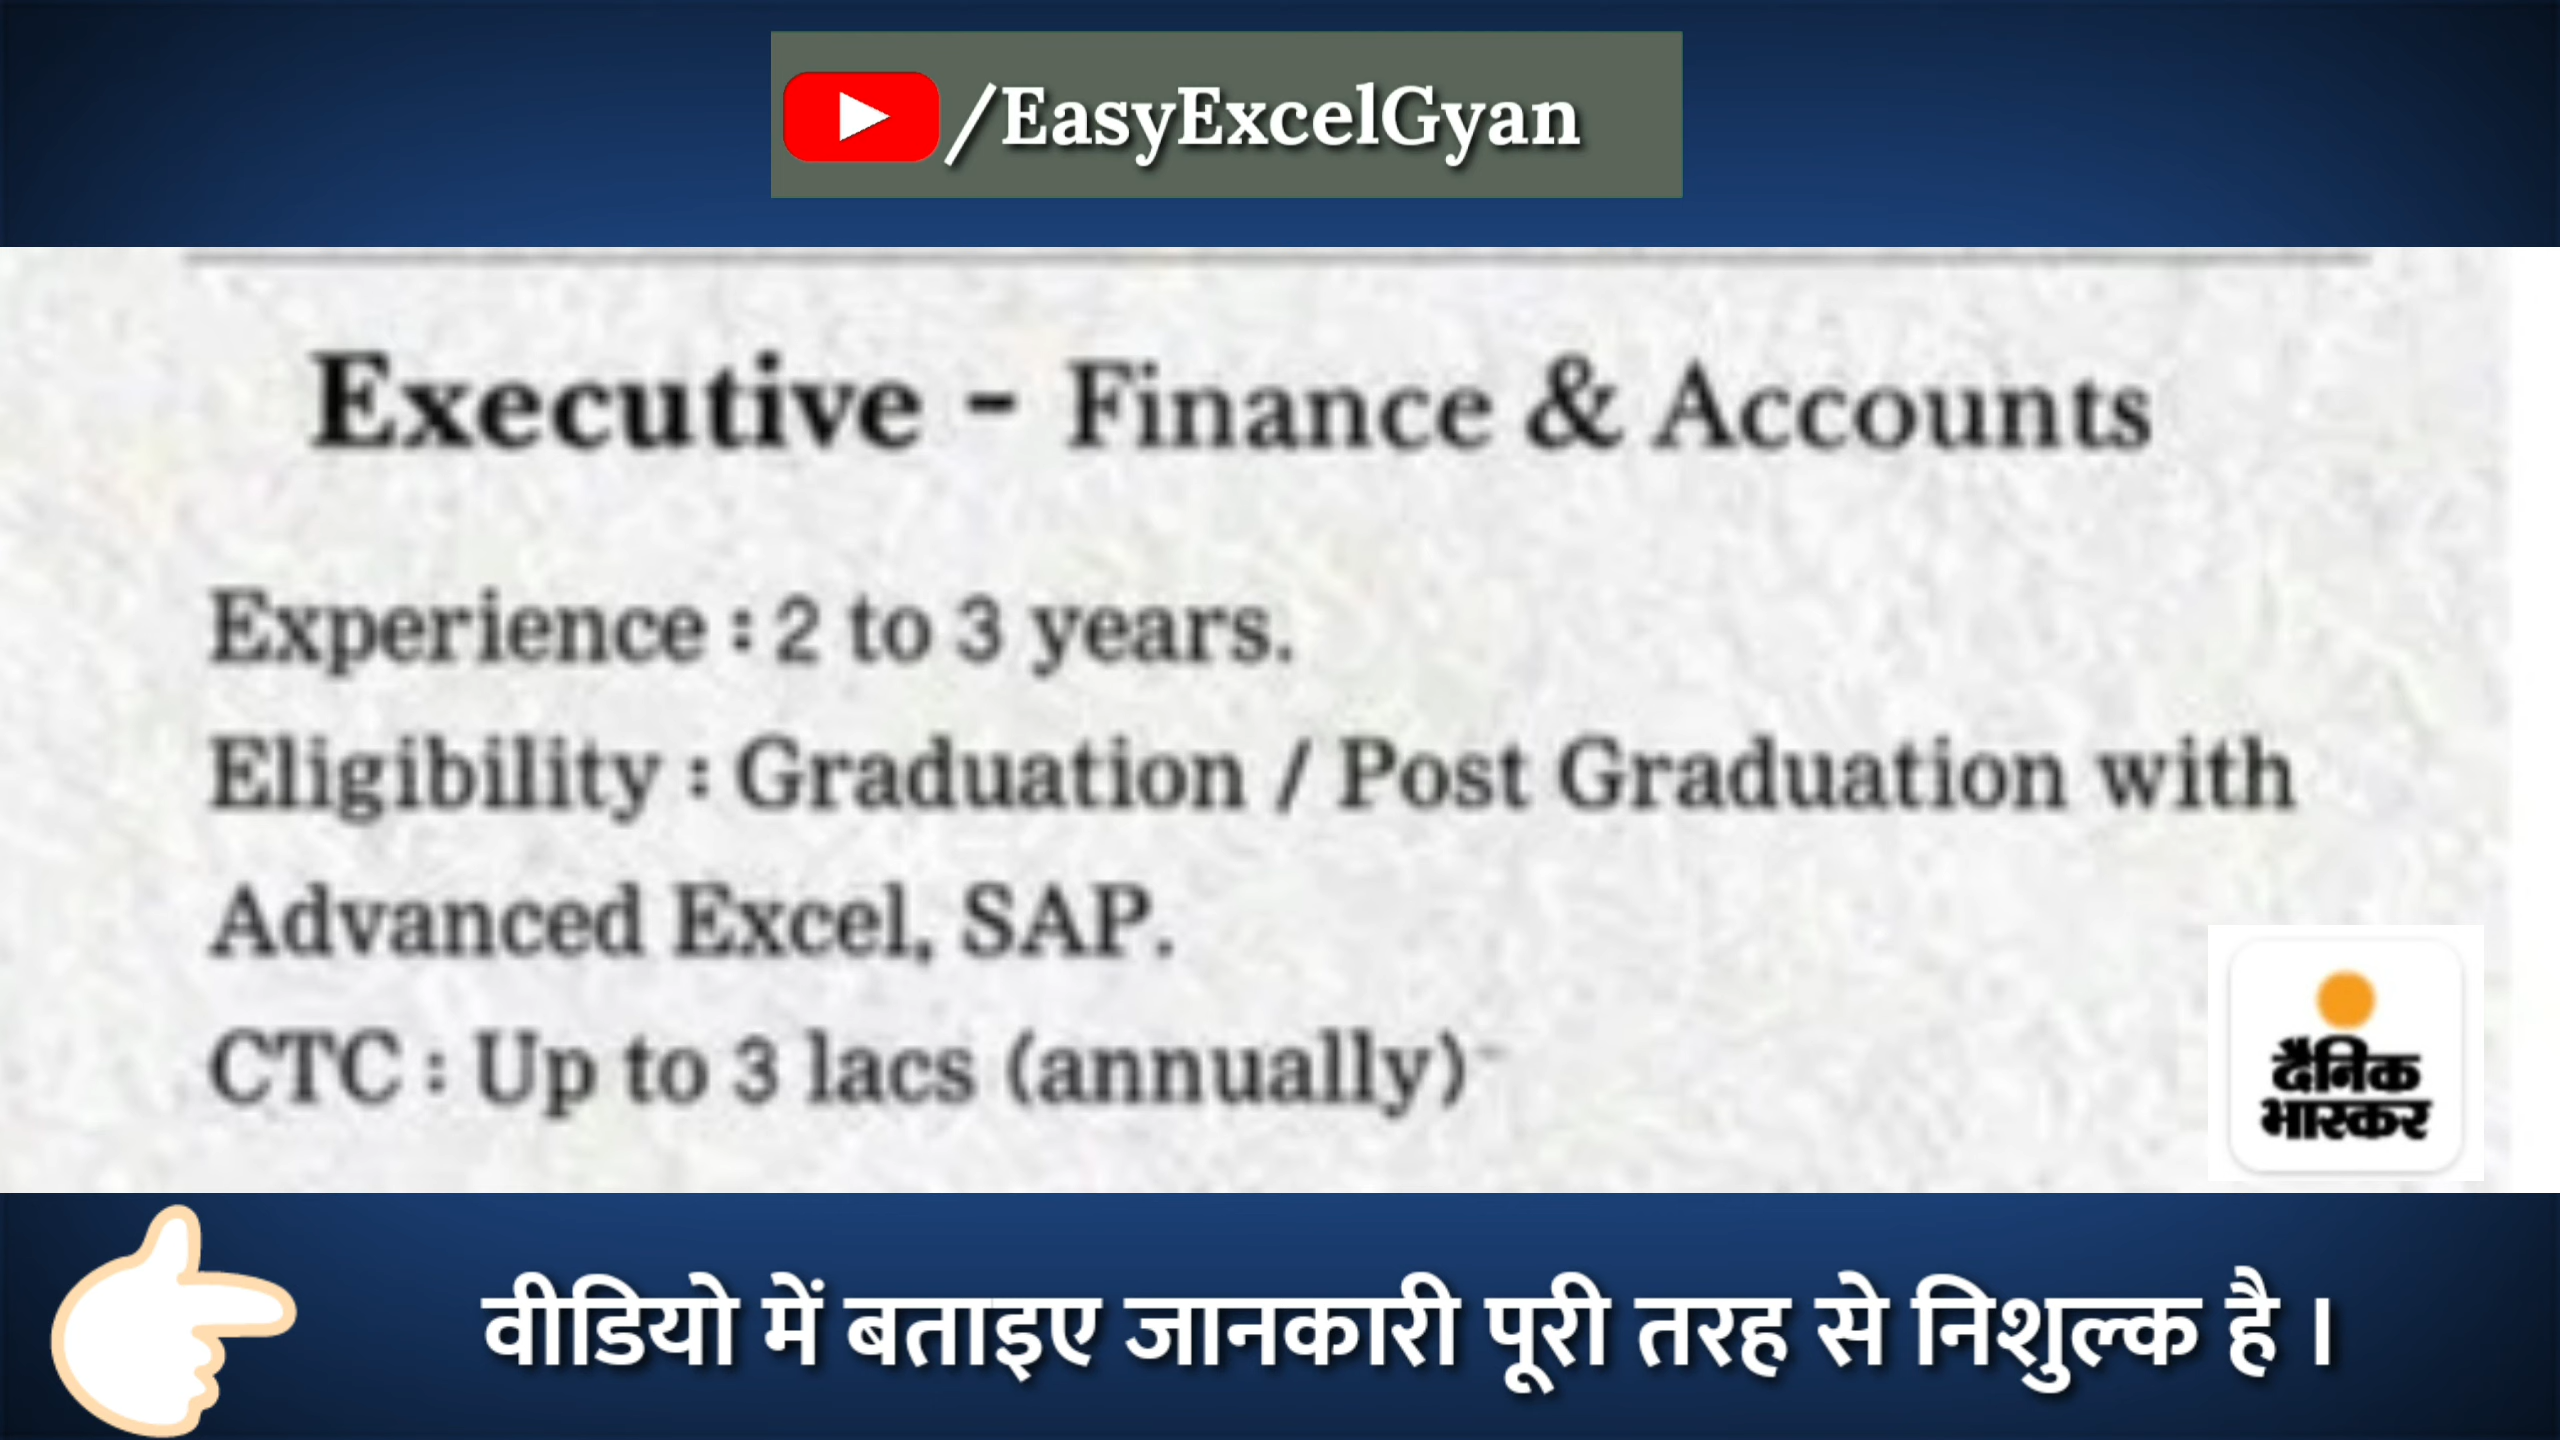 /EasyExcelGyan
Executive - Finance & Accounts
Experience : 2 to 3 years.
Eligibility : Graduation / Post Graduation with
Advanced Excel, SAP.
CTC : Up to 3 lacs (annually)
दैनिक
भास्कर
वीडियो में बताइए जानकारी पूरी तरह से निशुल्क है ।